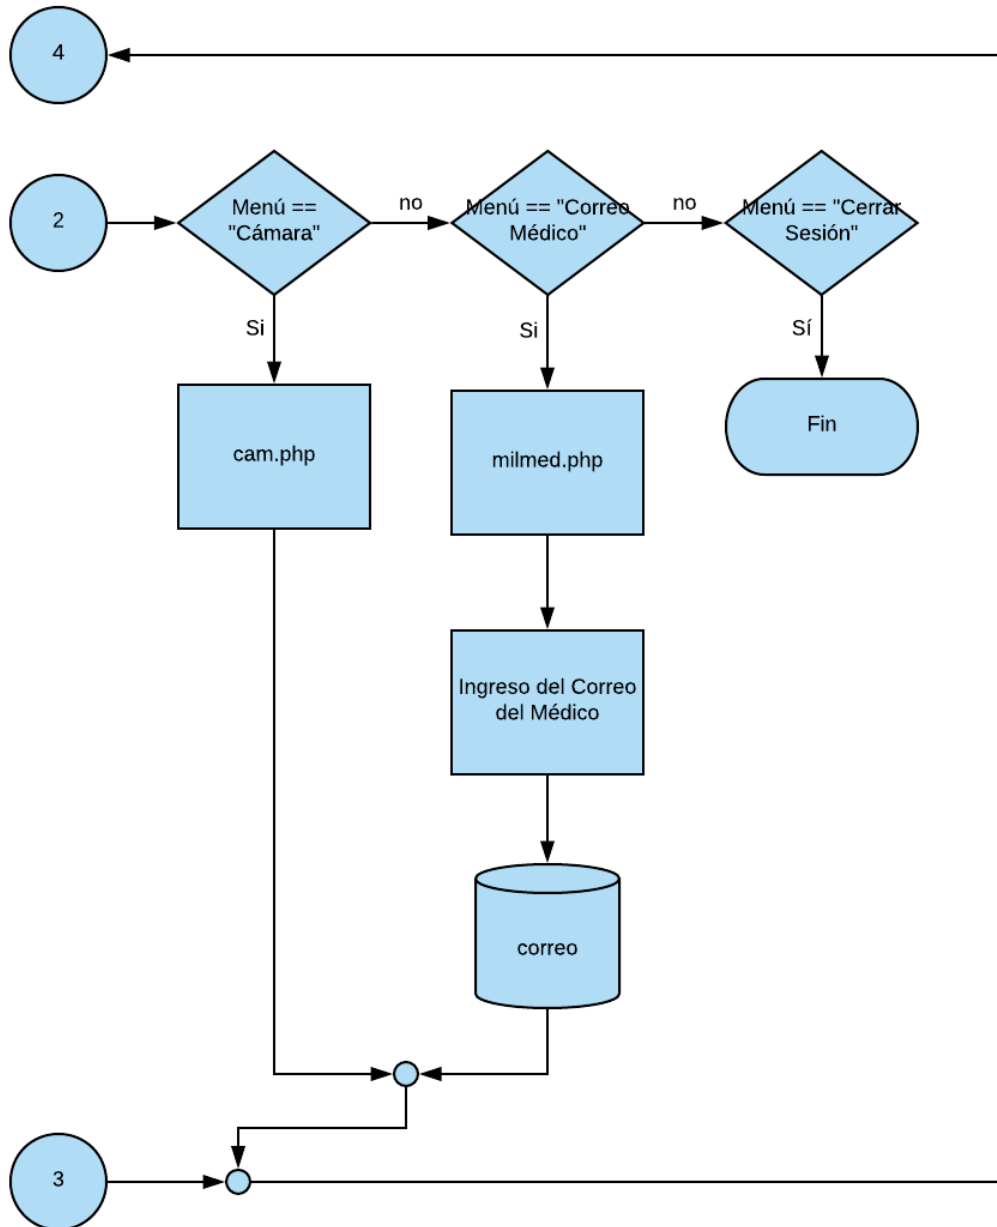 4
2
Menú ==
"Cámara"
no
Menú == "Correo
Médico"
no
Menú == "Cerrar
Sesión"
Si
Si
Sí
cam.php
milmed.php
Fin
Ingreso del Correo
del Médico
correo
3